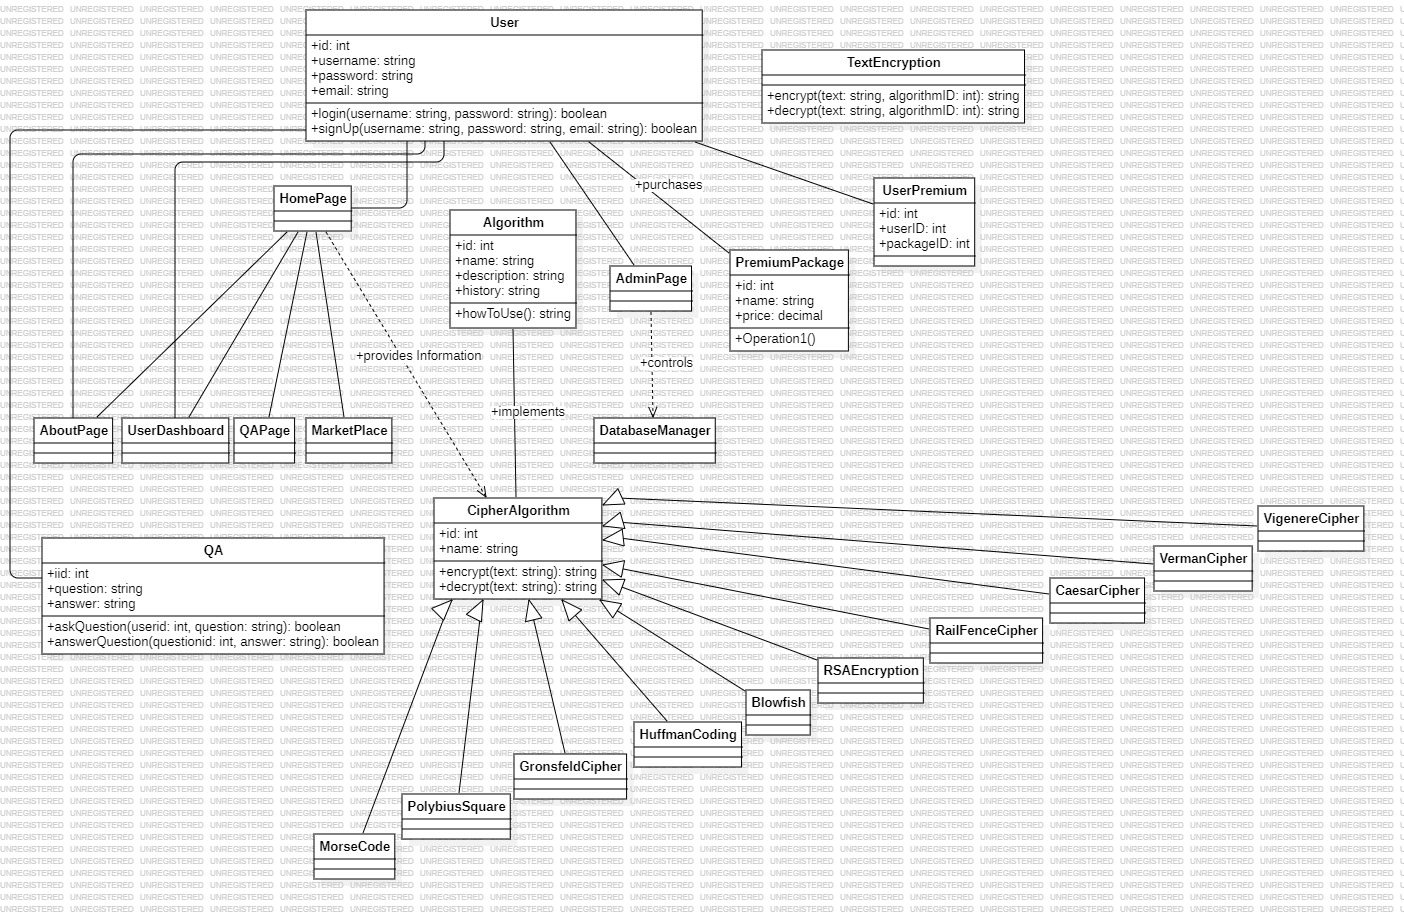 User
+id: int
+username: string
+password: string
+email: string
+login(username: string, password: string): boolean
+signUp(username: string, password: string, email: string): boolean
TextEncryption
+encrypt(text: string, algorithmID: int): string
+decrypt(text: string, algorithmID: int): string
HomePage
+purchases
UserPremium
+id: int
+userID: int
+packageID: int
Algorithm
+id: int
+name: string
+description: string
+history: string
+howToUse(): string
AdminPage
PremiumPackage
+id: int
+name: string
+price: decimal
+Operation1()
+provides Information
+controls
+implements
AboutPage
UserDashboard
QAPage
MarketPlace
DatabaseManager
CipherAlgorithm
+id: int
+name: string
+encrypt(text: string): string
+decrypt(text: string): string
VigenereCipher
VermanCipher
CaesarCipher
RailFenceCipher
RSAEncryption
Blowfish
HuffmanCoding
GronsfeldCipher
PolybiusSquare
MorseCode
QA
+iid: int
+question: string
+answer: string
+askQuestion(userid: int, question: string): boolean
+answerQuestion(questionid: int, answer: string): boolean
UNREGISTERED